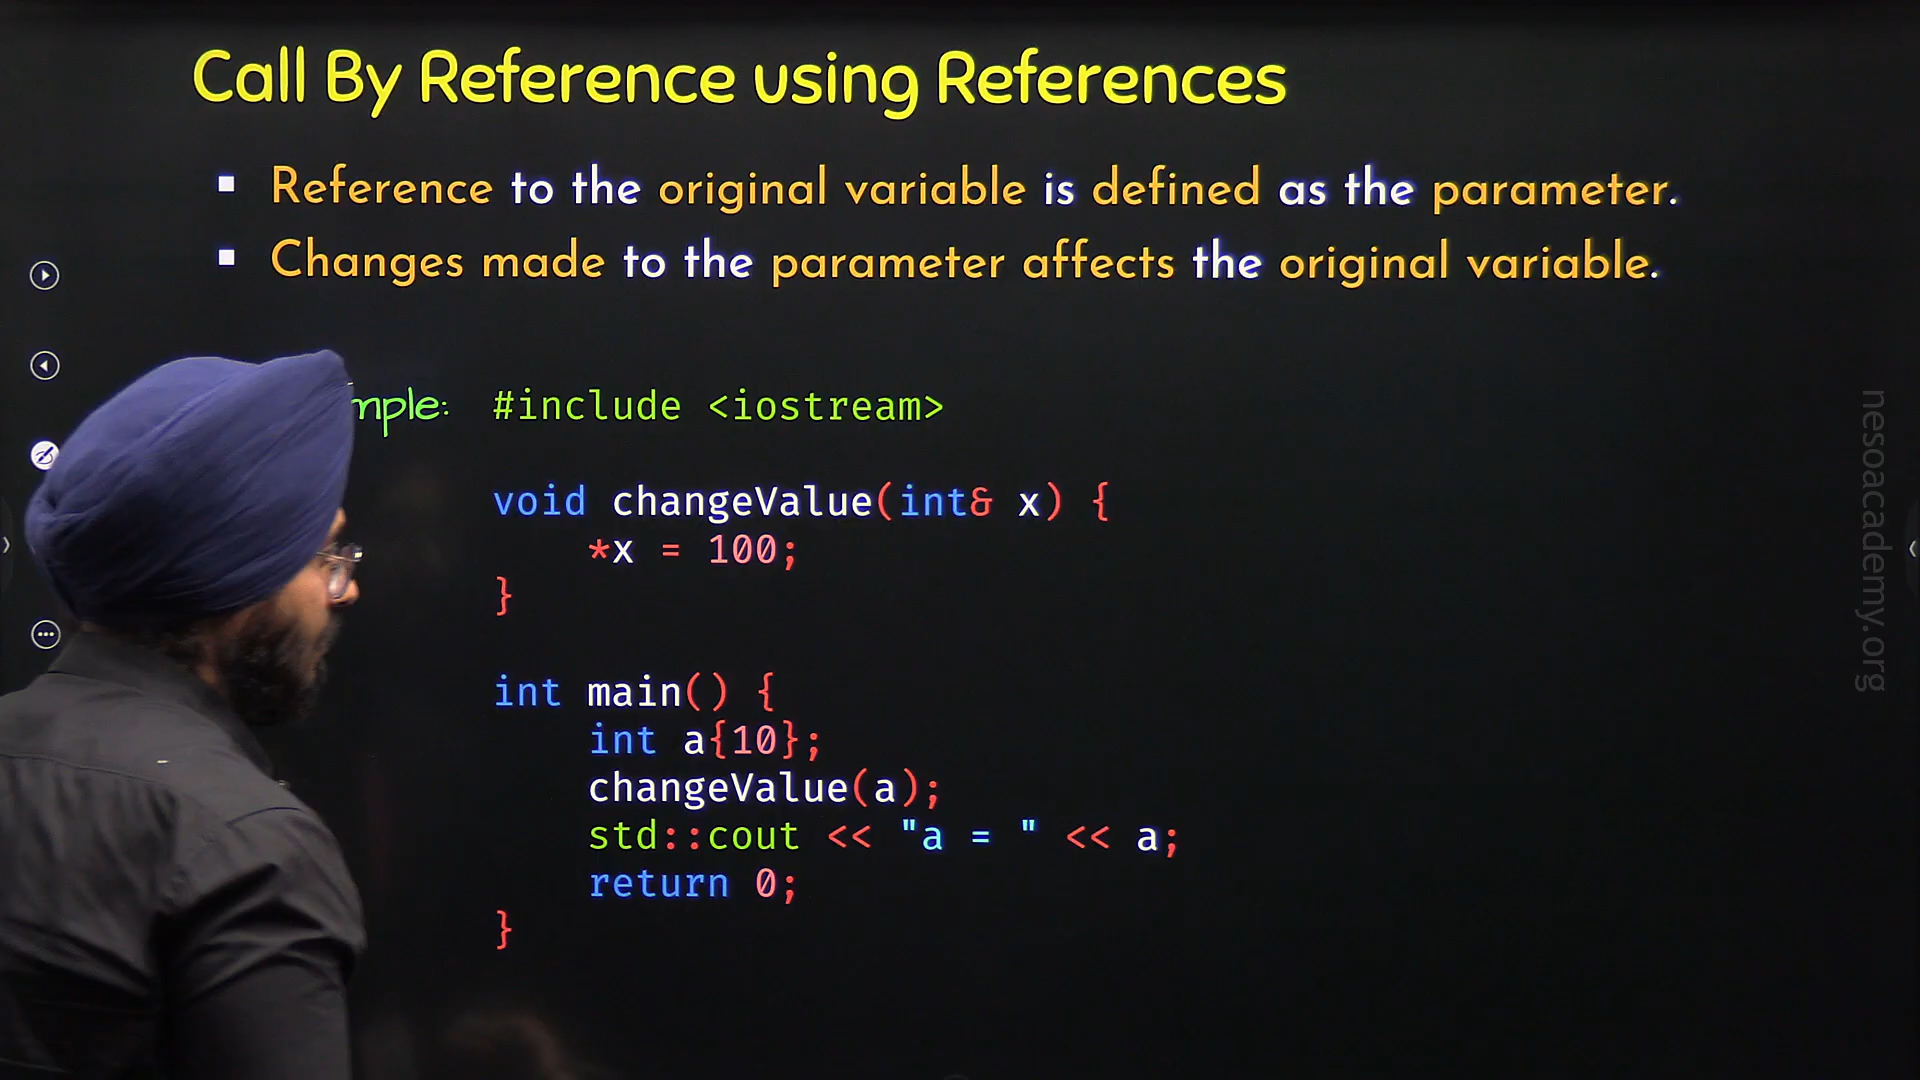 Call By Reference using References
▪ Reference to the original variable is defined as the parameter.
▪ Changes made to the parameter affects the original variable.
mple: #include <iostream>
void changeValue(int& x) {
    *x = 100;
}
int main() {
    int a{10};
    changeValue(a);
    std::cout << "a = " << a;
    return 0;
}
nesoacademy.org